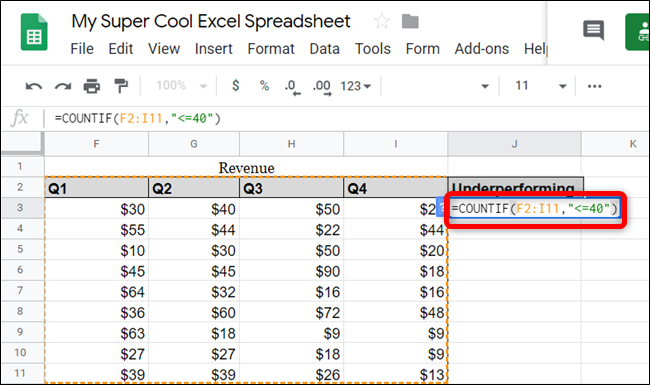 My Super Cool Excel Spreadsheet
File Edit View Insert Format Data Tools Form Add-ons
100% $ % .0 .00 123 11
fx =COUNTIF(F2:I11,"<=40")
F G H I J K
1 Revenue
2 Q1 Q2 Q3 Q4 Underperforming
3 $30 $40 $50 ? =COUNTIF(F2:I11,"<=40")
4 $55 $44 $22 $44
5 $10 $30 $50 $20
6 $45 $45 $90 $18
7 $64 $32 $16 $16
8 $36 $60 $72 $48
9 $63 $18 $9 $9
10 $27 $27 $18 $9
11 $39 $39 $26 $13